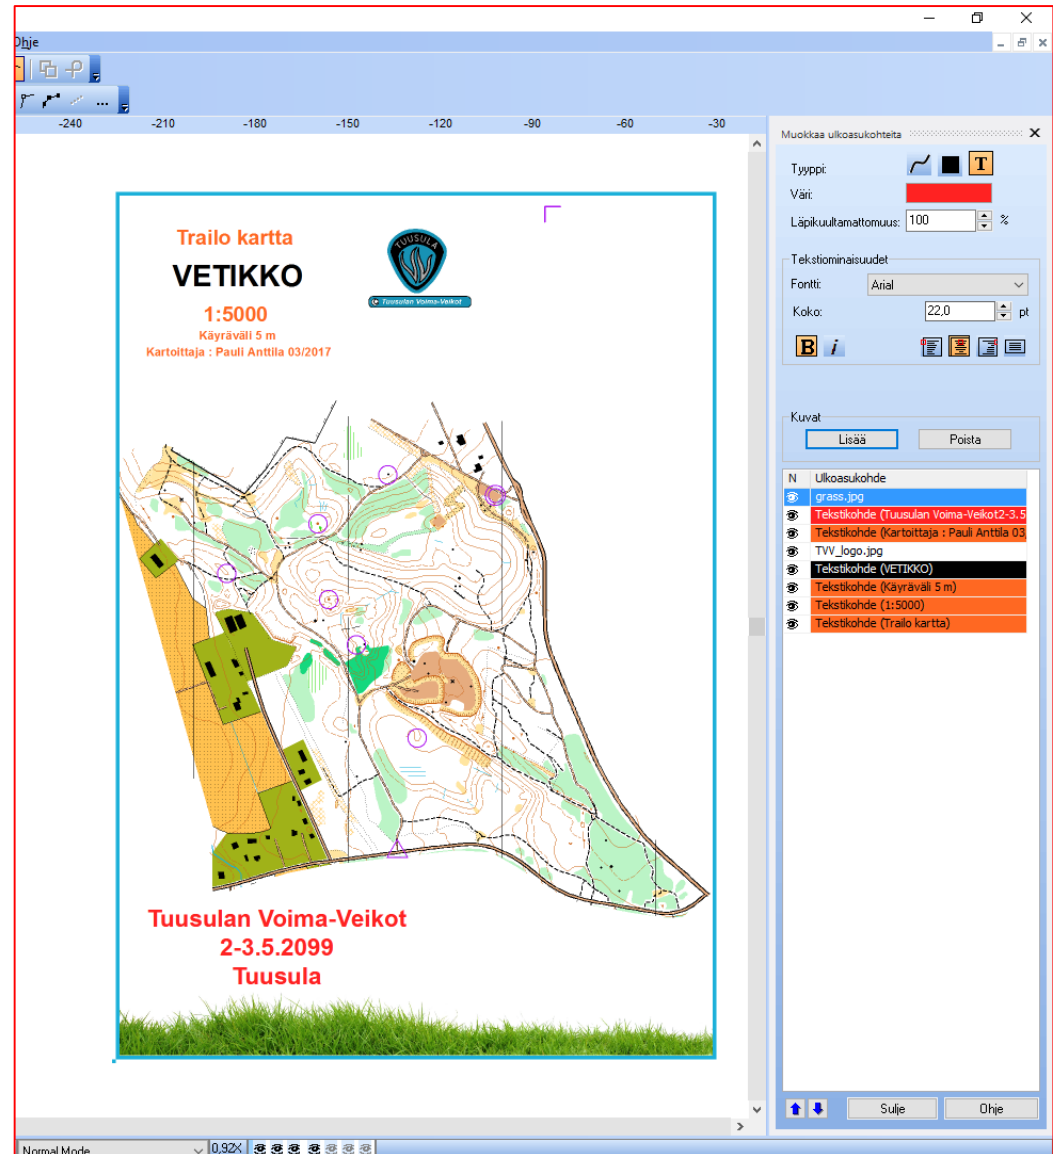 Ohje
-240 -210 -180 -150 -120 -90 -60 -30
Muokkaa ulkoasukohteita
Tyyppi:
Väri:
Läpikuultamattomuus: 100 %
Tekstiominaisuudet
Fontti: Arial
Koko: 22,0 pt
B i
Kuvat
Lisää Poista
N Ulkoasukohde
grass.jpg
Tekstikohde (Tuusulan Voima-Veikot2-3.5
Tekstikohde (Kartoittaja : Pauli Anttila 03
TVV_logo.jpg
Tekstikohde (VETIKKO)
Tekstikohde (Käyräväli 5 m)
Tekstikohde (1:5000)
Tekstikohde (Trailo kartta)
Sulje Ohje
Trailo kartta
VETIKKO
1:5000
Käyräväli 5 m
Kartoittaja : Pauli Anttila 03/2017
TUUSULA
Tuusulan Voima-Veikot
Tuusulan Voima-Veikot
2-3.5.2099
Tuusula
Normal Mode 0,92X